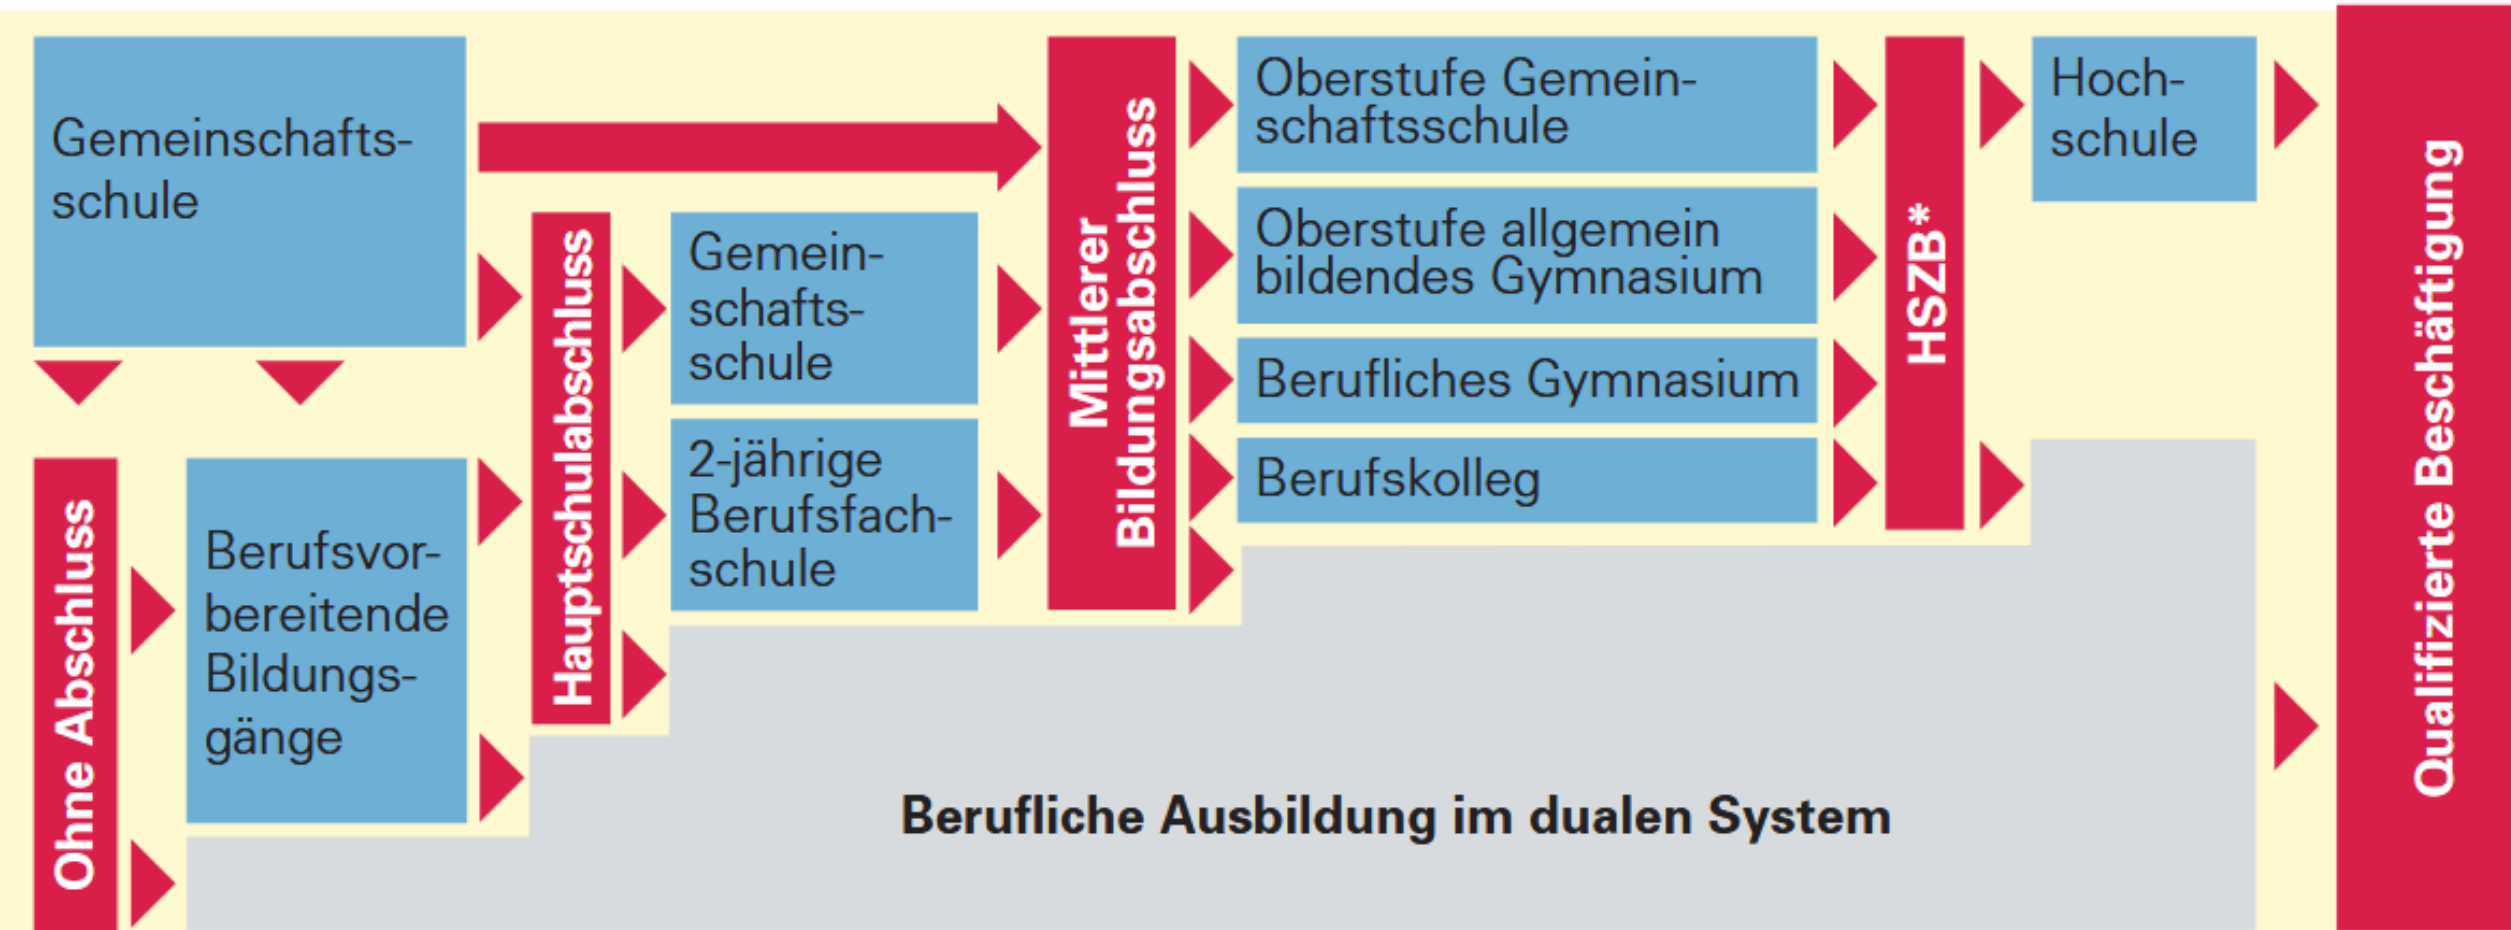 Gemeinschafts-
schule
Ohne Abschluss
Berufsvor-
bereitende
Bildungs-
gänge
Hauptschulabschluss
Gemein-
schafts-
schule
2-jährige
Berufsfach-
schule
Mittlerer
Bildungsabschluss
Oberstufe Gemein-
schaftsschule
Oberstufe allgemein
bildendes Gymnasium
Berufliches Gymnasium
Berufskolleg
HSZB*
Hoch-
schule
Berufliche Ausbildung im dualen System
Qualifizierte Beschäftigung